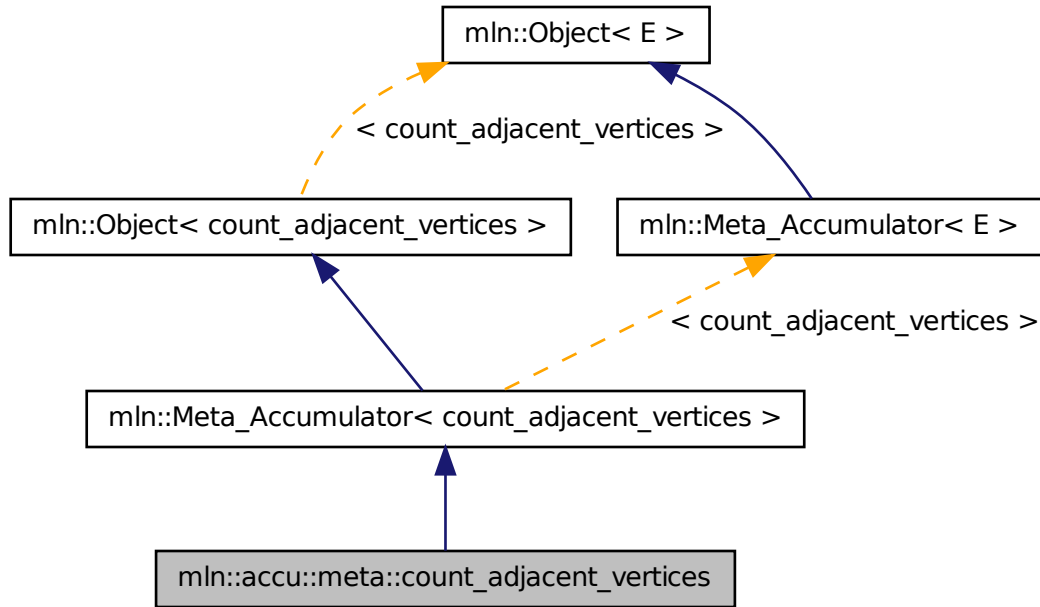 mln::Object< E >
< count_adjacent_vertices >
mln::Object< count_adjacent_vertices >
mln::Meta_Accumulator< E >
< count_adjacent_vertices >
mln::Meta_Accumulator< count_adjacent_vertices >
mln::accu::meta::count_adjacent_vertices